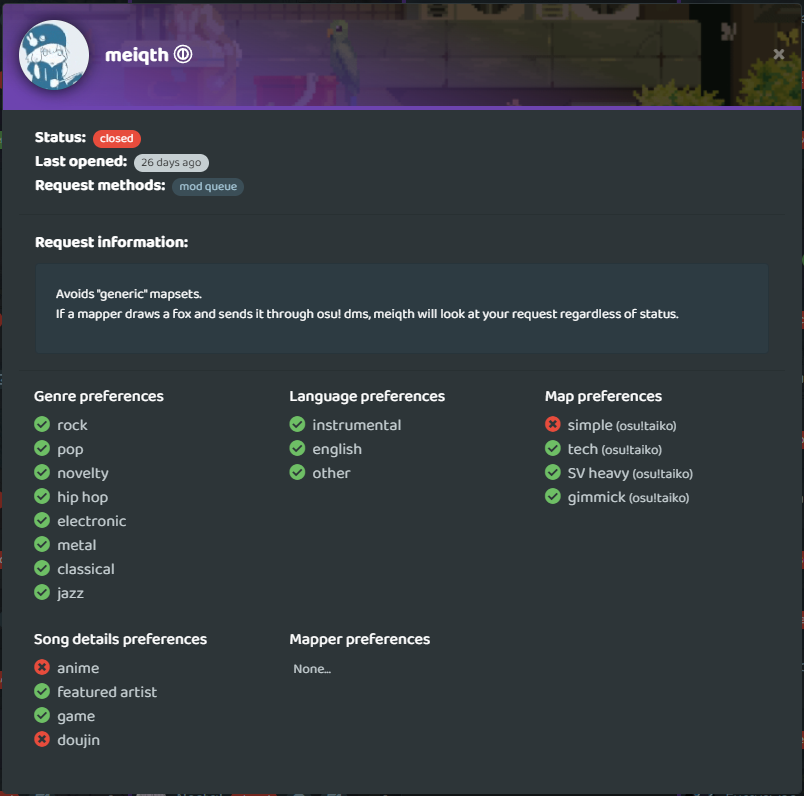 meiqth
Status: closed
Last opened: 26 days ago
Request methods: mod queue
Request information:
Avoids "generic" mapsets.
If a mapper draws a fox and sends it through osu! dms, meiqth will look at your request regardless of status.
Genre preferences
rock
pop
novelty
hip hop
electronic
metal
classical
jazz
Language preferences
instrumental
english
other
Map preferences
simple (osu!taiko)
tech (osu!taiko)
SV heavy (osu!taiko)
gimmick (osu!taiko)
Song details preferences
anime
featured artist
game
doujin
Mapper preferences
None...